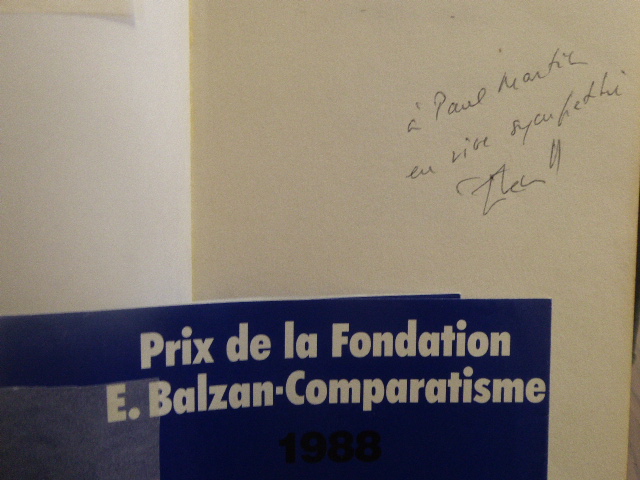 à Paul Martin
en vive sympathie
Prix de la Fondation
E. Balzan-Comparatisme
1988